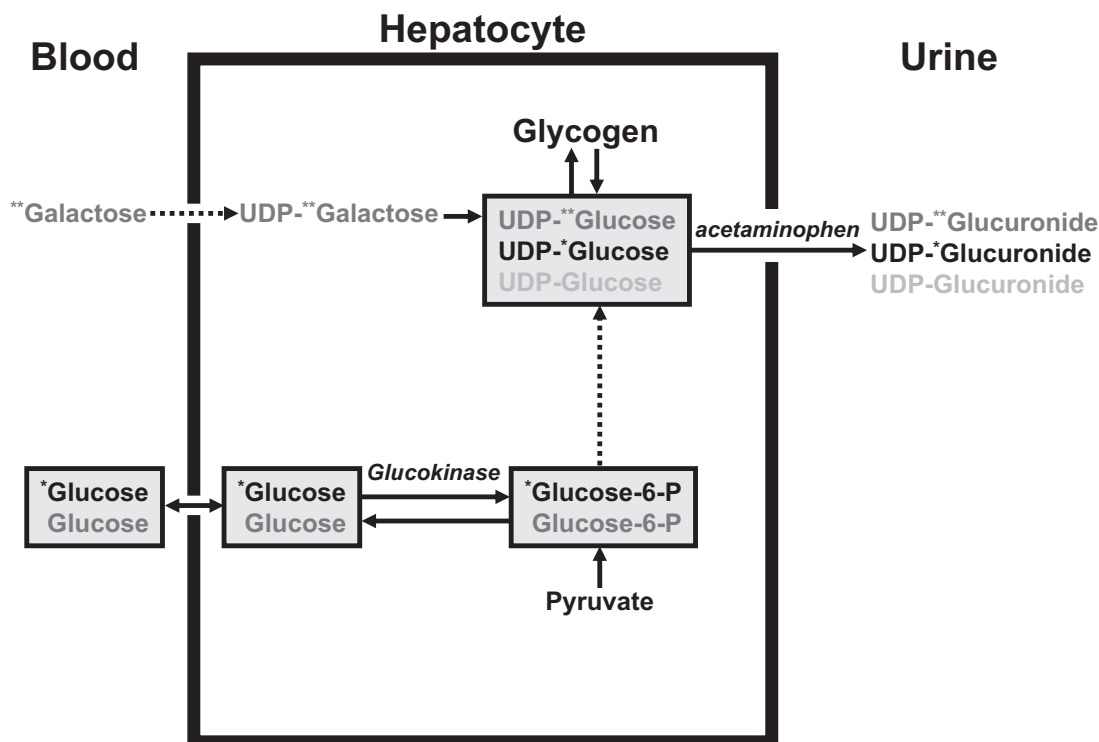 Hepatocyte
Blood
Urine
Glycogen
**Galactose
UDP-**Galactose
UDP-**Glucose
UDP-*Glucose
UDP-Glucose
acetaminophen
UDP-**Glucuronide
UDP-*Glucuronide
UDP-Glucuronide
*Glucose
Glucose
*Glucose
Glucose
Glucokinase
*Glucose-6-P
Glucose-6-P
Pyruvate